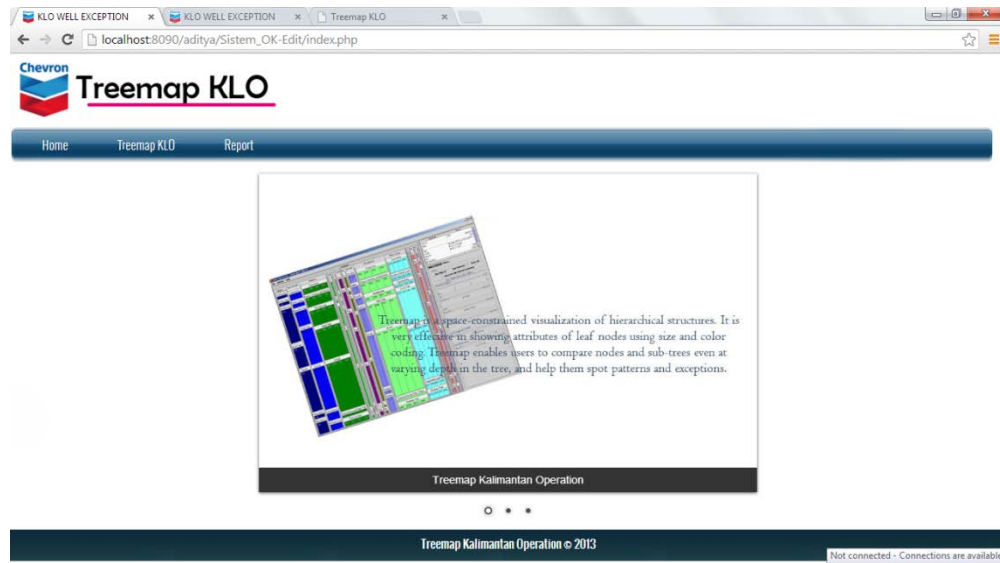 KLO WELL EXCEPTION
KLO WELL EXCEPTION
Treemap KLO
localhost:8090/aditya/Sistem_OK-Edit/index.php
Chevron
Treemap KLO
Home
Treemap KLO
Report
Treemap is a space-constrained visualization of hierarchical structures. It is
very effective in showing attributes of leaf nodes using size and color
coding. Treemap enables users to compare nodes and sub-trees even at
varying depth in the tree, and help them spot patterns and exceptions.
Treemap Kalimantan Operation
Treemap Kalimantan Operation © 2013
Not connected - Connections are available